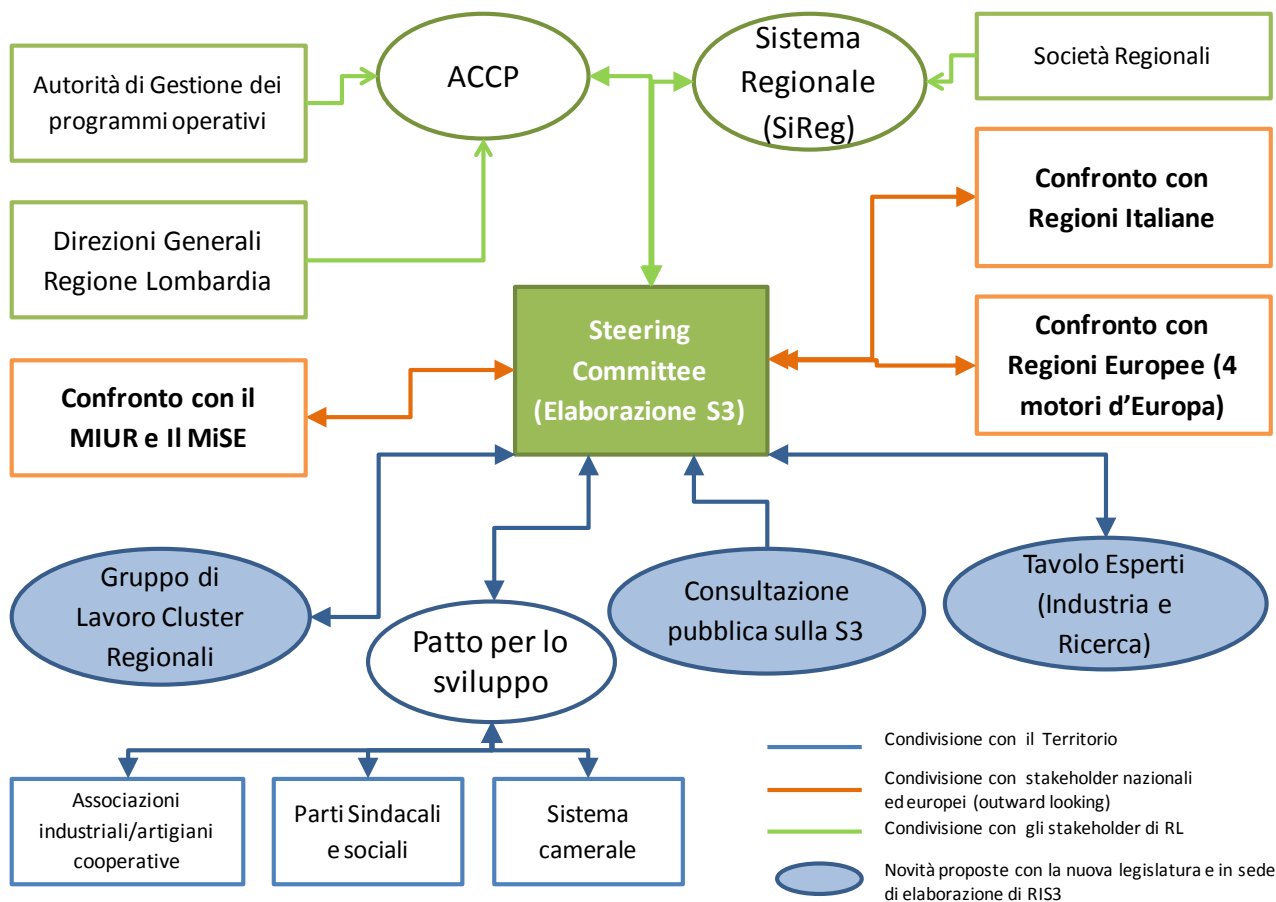 Autorità di Gestione dei
programmi operativi
ACCP
Sistema
Regionale
(SiReg)
Società Regionali
Direzioni Generali
Regione Lombardia
Confronto con
Regioni Italiane
Steering
Committee
(Elaborazione S3)
Confronto con
Regioni Europee (4
motori d'Europa)
Confronto con il
MIUR e Il MiSE
Gruppo di
Lavoro Cluster
Regionali
Patto per lo
sviluppo
Consultazione
pubblica sulla S3
Tavolo Esperti
(Industria e
Ricerca)
Associazioni
industriali/artigiani
cooperative
Parti Sindacali
e sociali
Sistema
camerale
Condivisione con il Territorio
Condivisione con stakeholder nazionali
ed europei (outward looking)
Condivisione con gli stakeholder di RL
Novità proposte con la nuova legislatura e in sede
di elaborazione di RIS3